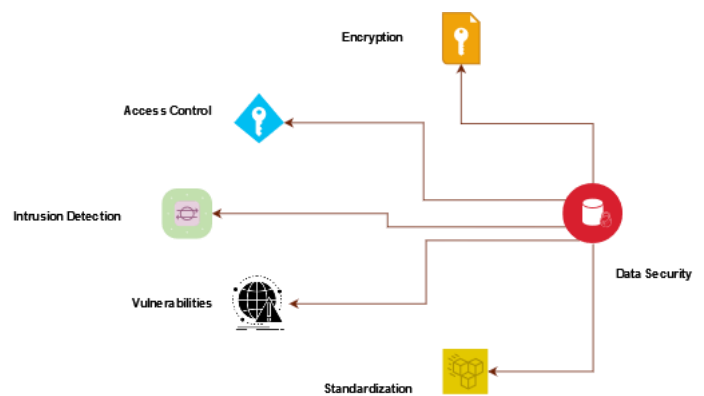 Encryption
Access Control
Intrusion Detection
Data Security
Vulnerabilities
Standardization